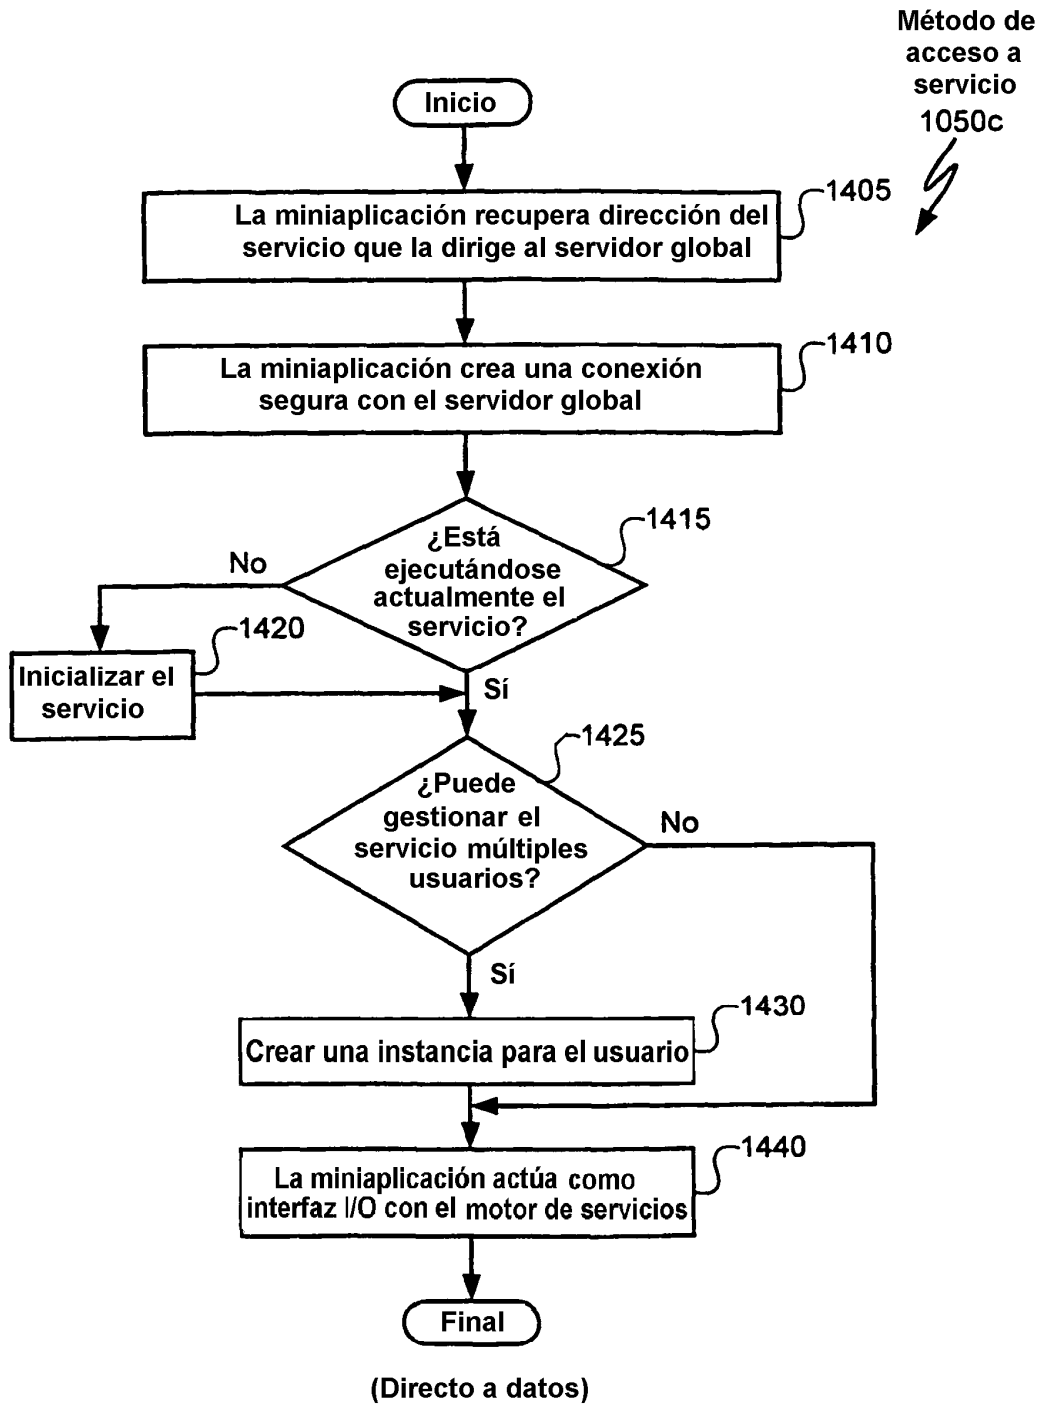 Método de
acceso a
servicio
1050c
Inicio
1405
La miniaplicación recupera dirección del
servicio que la dirige al servidor global
1410
La miniaplicación crea una conexión
segura con el servidor global
1415
¿Está
ejecutándose
actualmente el
servicio?
No
1420
Inicializar el
servicio
Sí
1425
¿Puede
gestionar el
servicio múltiples
usuarios?
No
Sí
1430
Crear una instancia para el usuario
1440
La miniaplicación actúa como
interfaz I/O con el motor de servicios
Final
(Directo a datos)